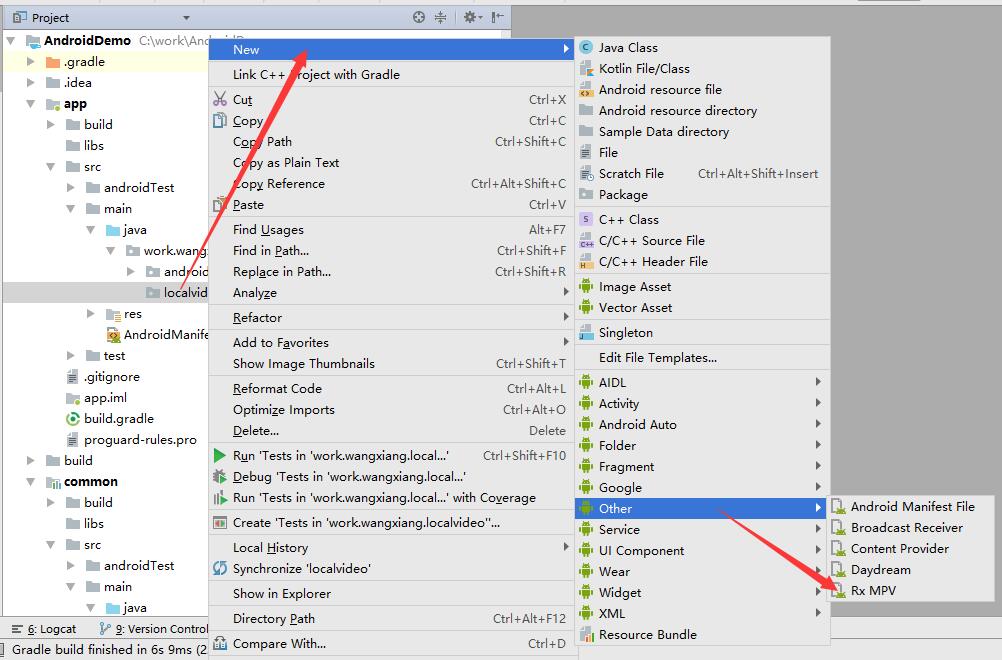 Project
AndroidDemo C:\work\An
.gradle
.idea
app
build
libs
src
androidTest
main
java
work.wang
android
localvid
res
AndroidManife
test
.gitignore
app.iml
build.gradle
proguard-rules.pro
build
common
build
libs
src
androidTest
main
java
6: Logcat 9: Version Control
Gradle build finished in 6s 9ms (2
New
Link C++ Project with Gradle
Cut Ctrl+X
Copy Ctrl+C
Copy Path Ctrl+Shift+C
Copy as Plain Text
Copy Reference Ctrl+Alt+Shift+C
Paste Ctrl+V
Find Usages Alt+F7
Find in Path... Ctrl+Shift+F
Replace in Path... Ctrl+Shift+R
Analyze
Refactor
Add to Favorites
Show Image Thumbnails Ctrl+Shift+T
Reformat Code Ctrl+Alt+L
Optimize Imports Ctrl+Alt+O
Delete... Delete
Run 'Tests in 'work.wangxiang.local...' Ctrl+Shift+F10
Debug 'Tests in 'work.wangxiang.local...'
Run 'Tests in 'work.wangxiang.local...' with Coverage
Create 'Tests in 'work.wangxiang.localvideo''...
Local History
Synchronize 'localvideo'
Show in Explorer
Directory Path Ctrl+Alt+F12
Compare With... Ctrl+D
Java Class
Kotlin File/Class
Android resource file
Android resource directory
Sample Data directory
File
Scratch File Ctrl+Alt+Shift+Insert
Package
C++ Class
C/C++ Source File
C/C++ Header File
Image Asset
Vector Asset
Singleton
Edit File Templates...
AIDL
Activity
Android Auto
Folder
Fragment
Google
Other
Service
UI Component
Wear
Widget
XML
Resource Bundle
Android Manifest File
Broadcast Receiver
Content Provider
Daydream
Rx MPV